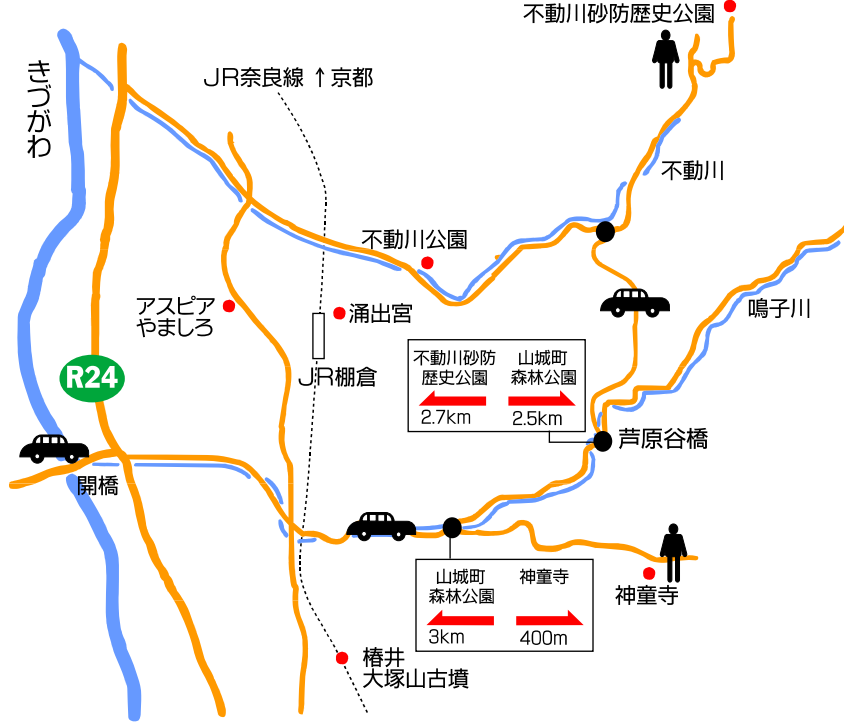 不動川砂防歴史公園
JR奈良線 ↑京都
きづがわ
不動川
不動川公園
アスピア
やましろ
涌出宮
鳴子川
不動川砂防
歴史公園
2.7km
山城町
森林公園
2.5km
R24
JR棚倉
芦原谷橋
開橋
山城町
森林公園
3km
神童寺
400m
神童寺
椿井
大塚山古墳